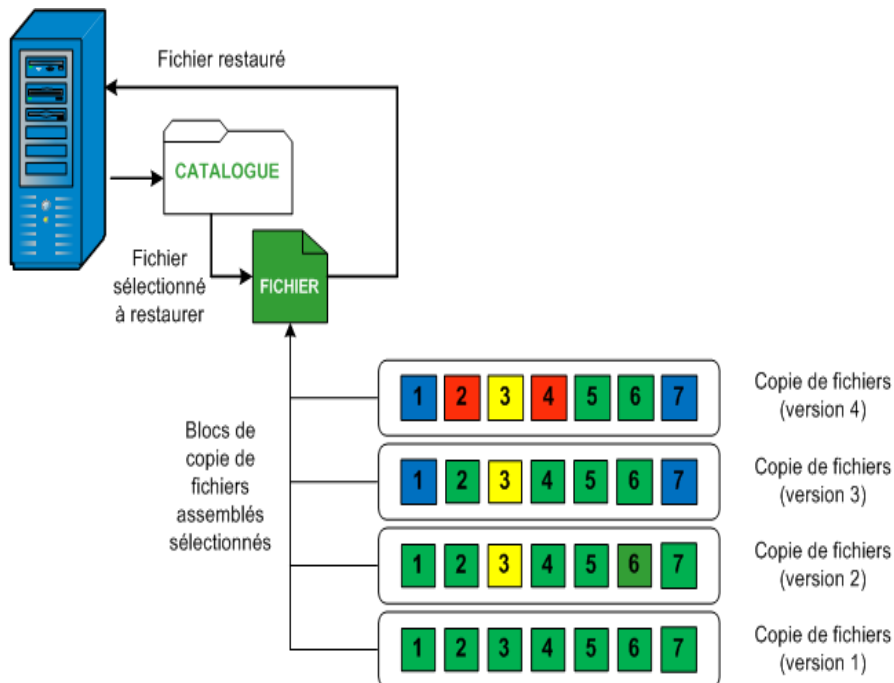 Fichier restauré
CATALOGUE
Fichier
sélectionné
à restaurer
FICHIER
Blocs de
copie de
fichiers
assemblés
sélectionnés
1 2 3 4 5 6 7
Copie de fichiers
(version 4)
1 2 3 4 5 6 7
Copie de fichiers
(version 3)
1 2 3 4 5 6 7
Copie de fichiers
(version 2)
1 2 3 4 5 6 7
Copie de fichiers
(version 1)